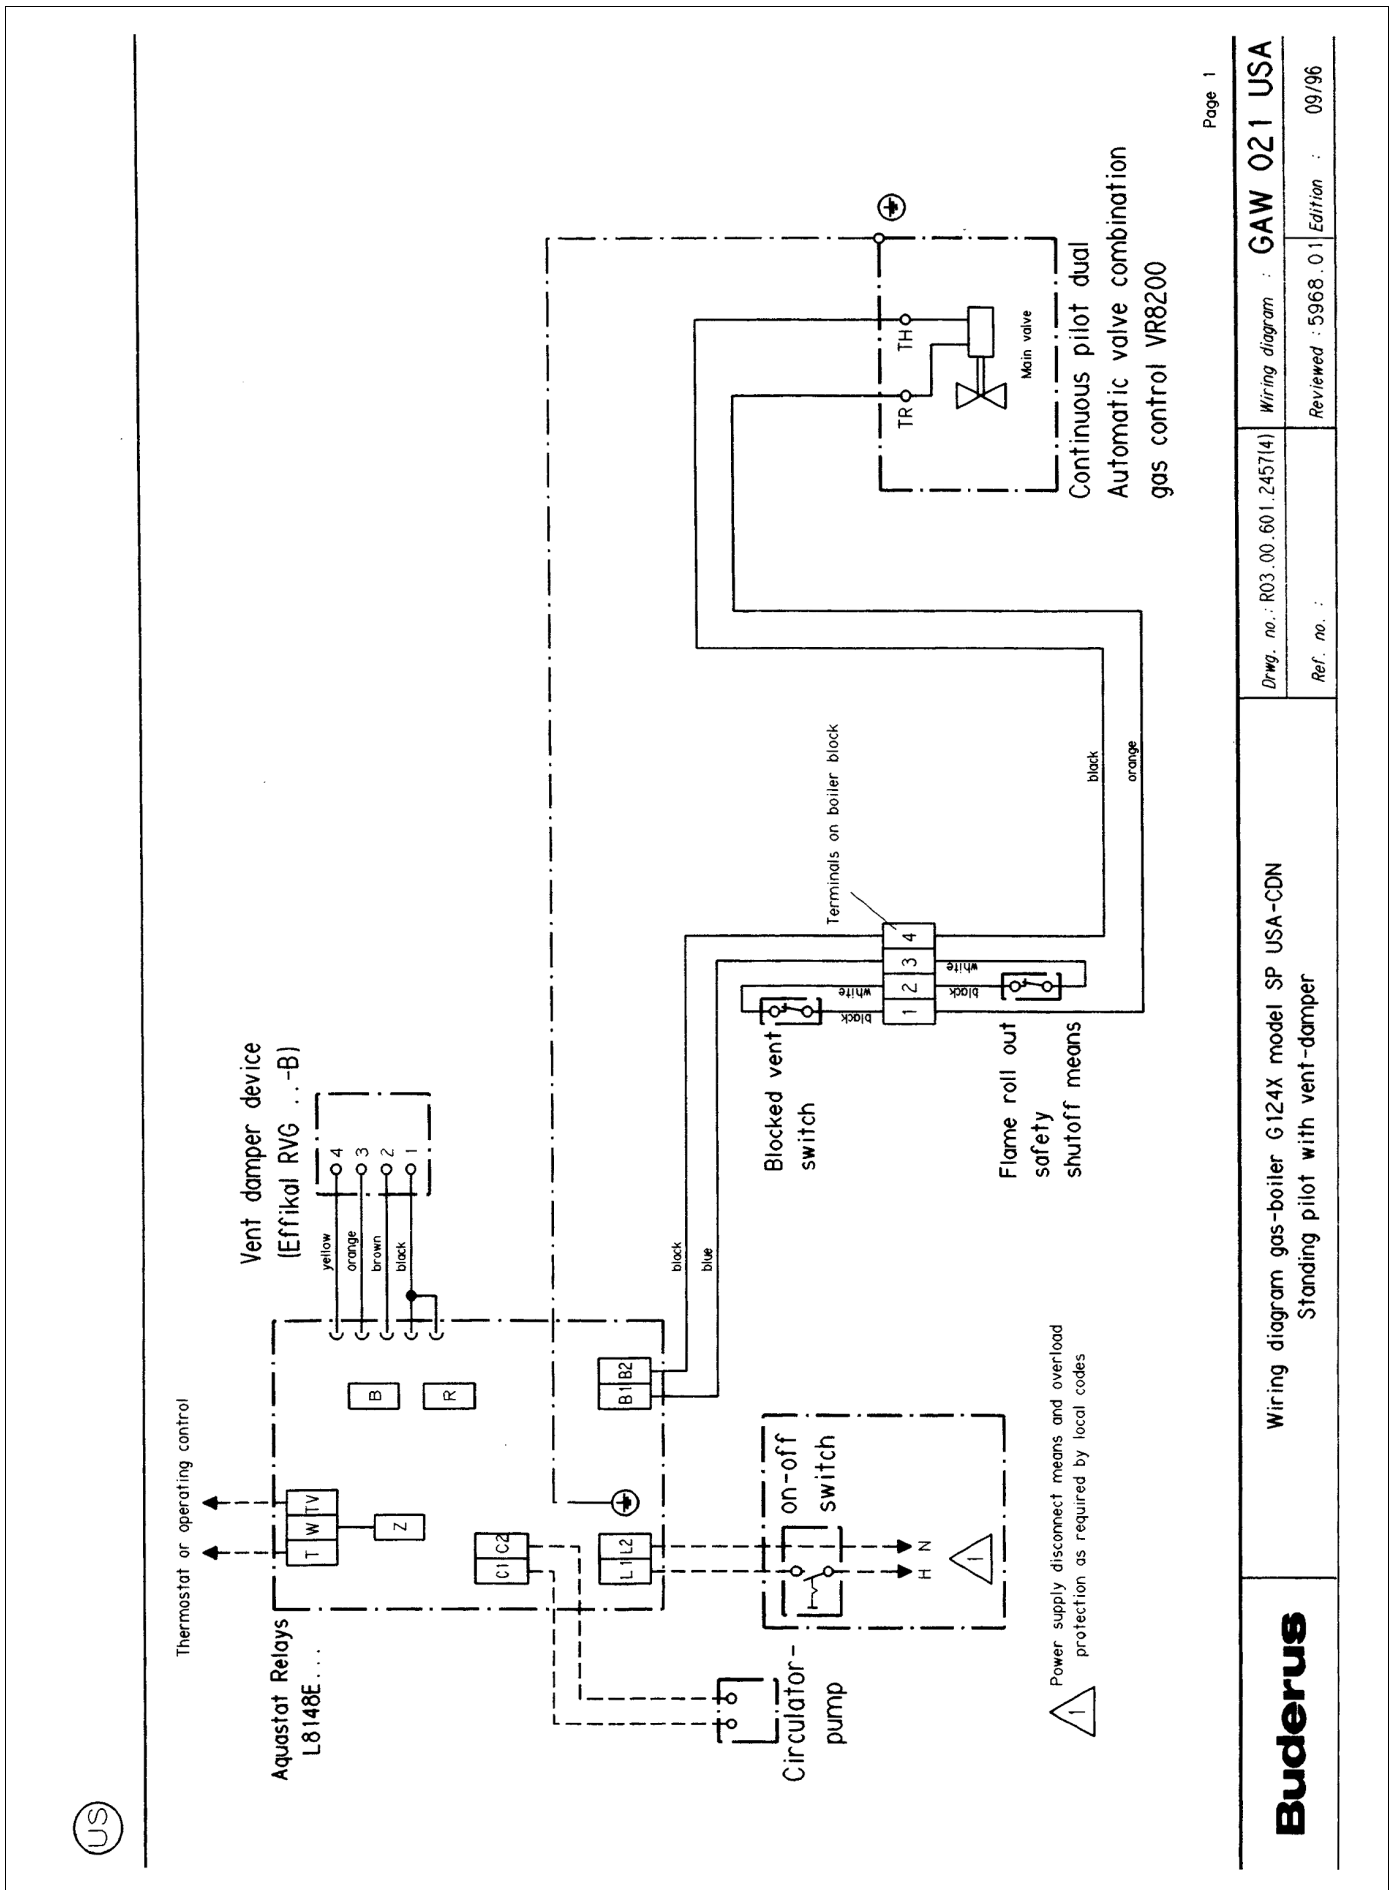 US
Thermostat or operating control
Aquastat Relays
L8148E...
T W TV
Z
B
R
C1 C2
L1 L2
B1 B2
Vent damper device
(Effikal RVG ..-B)
yellow
orange
brown
black
4
3
2
1
black
blue
Circulator-
pump
on-off
switch
H N
1
1
Power supply disconnect means and overload
protection as required by local codes
Blocked vent
switch
black
white
1 2 3 4
black
white
Terminals on boiler block
Flame roll out
safety
shutoff means
black
orange
TR TH
Main valve
Continuous pilot dual
Automatic valve combination
gas control VR8200
Page 1
Buderus
Wiring diagram gas-boiler G124X model SP USA-CDN
Standing pilot with vent-damper
Drwg. no.: R03.00.601.2457(4)
Ref. no. :
Wiring diagram : GAW 021 USA
Reviewed : 5968.01
Edition : 09/96